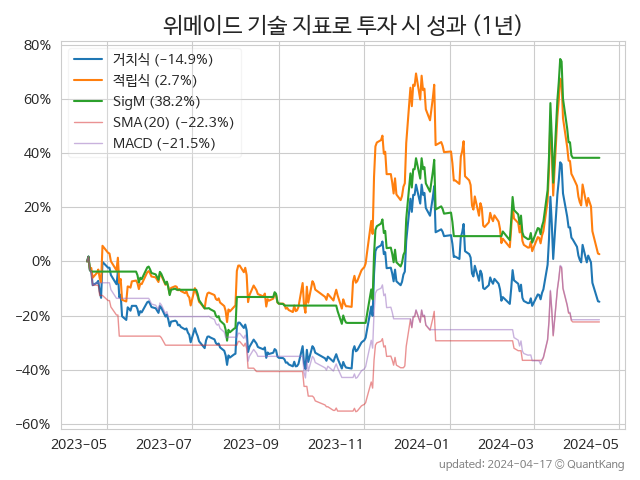 위메이드 기술 지표로 투자 시 성과 (1년)
80%
60%
40%
20%
0%
−20%
−40%
−60%
거치식 (−14.9%)
적립식 (2.7%)
SigM (38.2%)
SMA(20) (−22.3%)
MACD (−21.5%)
2023-05 2023-07 2023-09 2023-11 2024-01 2024-03 2024-05
updated: 2024-04-17 © QuantKang